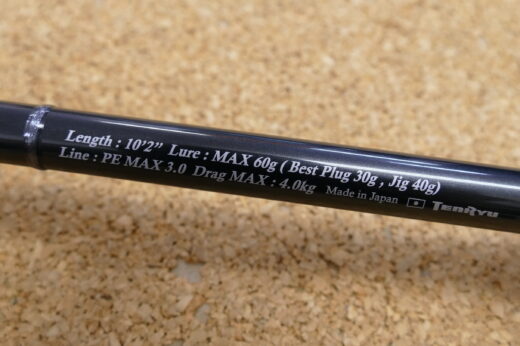 Length : 10'2" Lure : MAX 60g ( Best Plug 30g , Jig 40g)
Line : PE MAX 3.0 Drag MAX : 4.0kg Made in Japan TENRYU